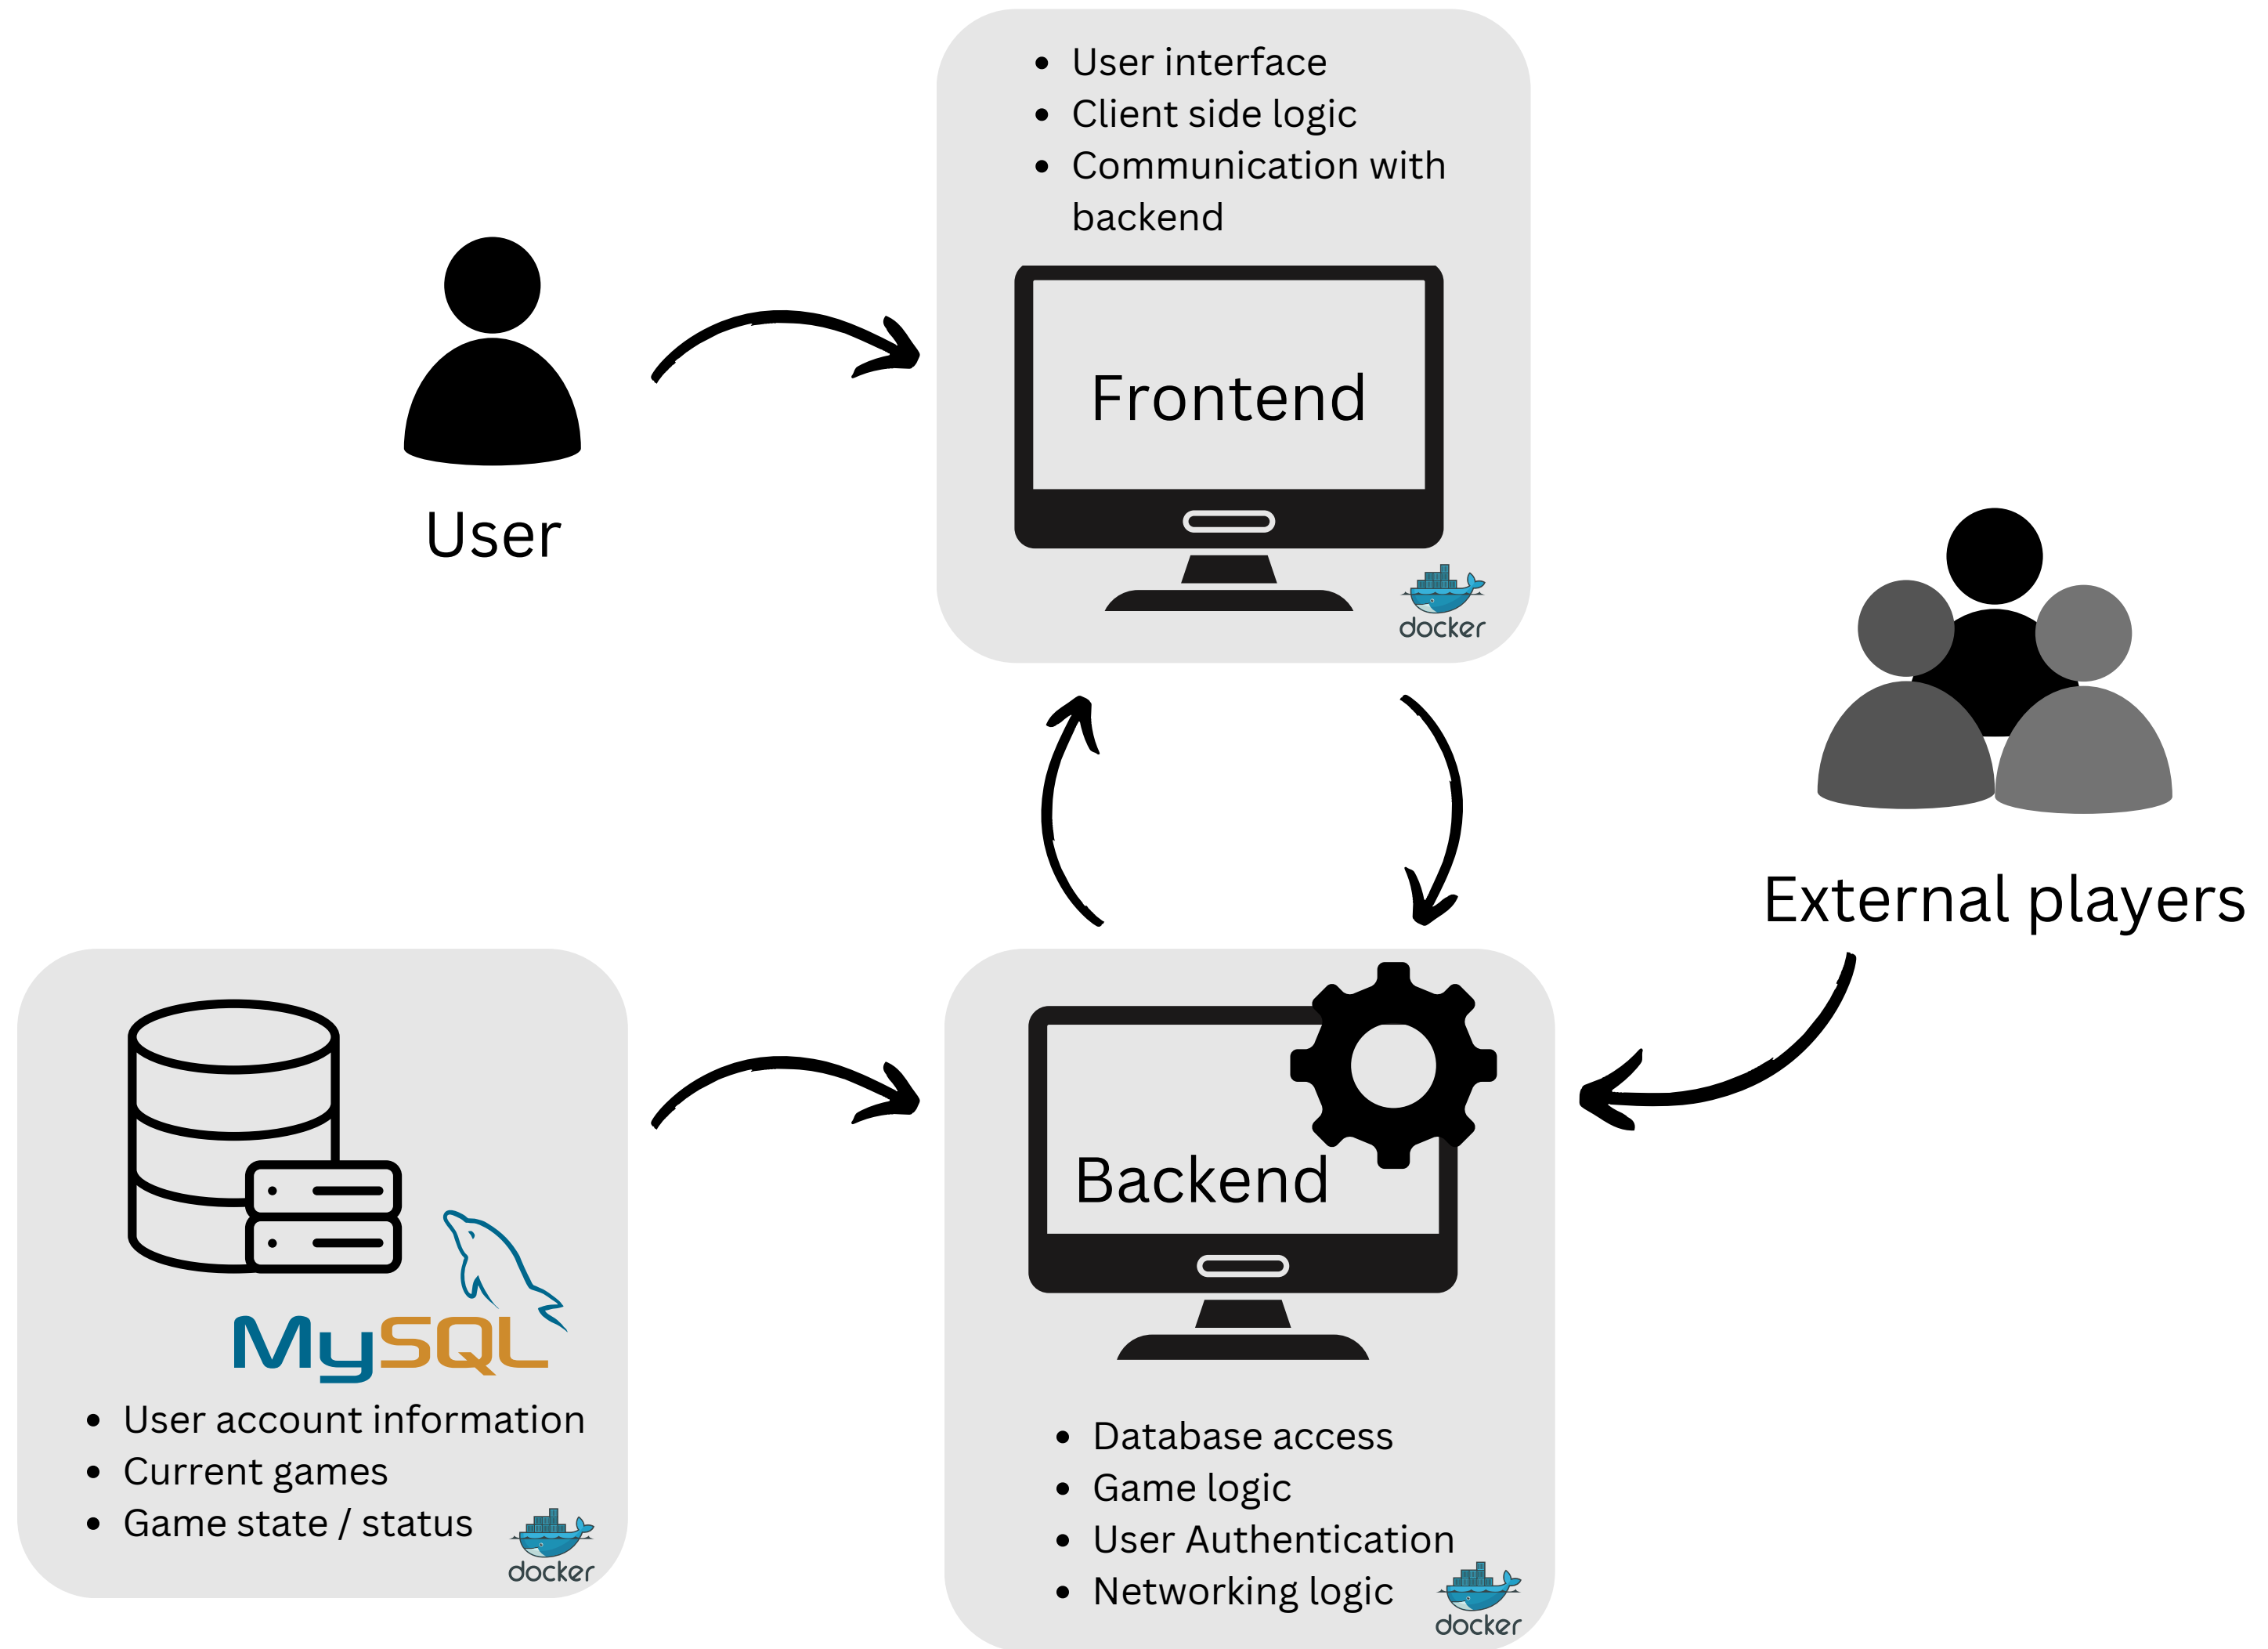 • User interface
• Client side logic
• Communication with
backend
Frontend
docker
User
External players
MySQL
• User account information
• Current games
• Game state / status
docker
Backend
• Database access
• Game logic
• User Authentication
• Networking logic
docker